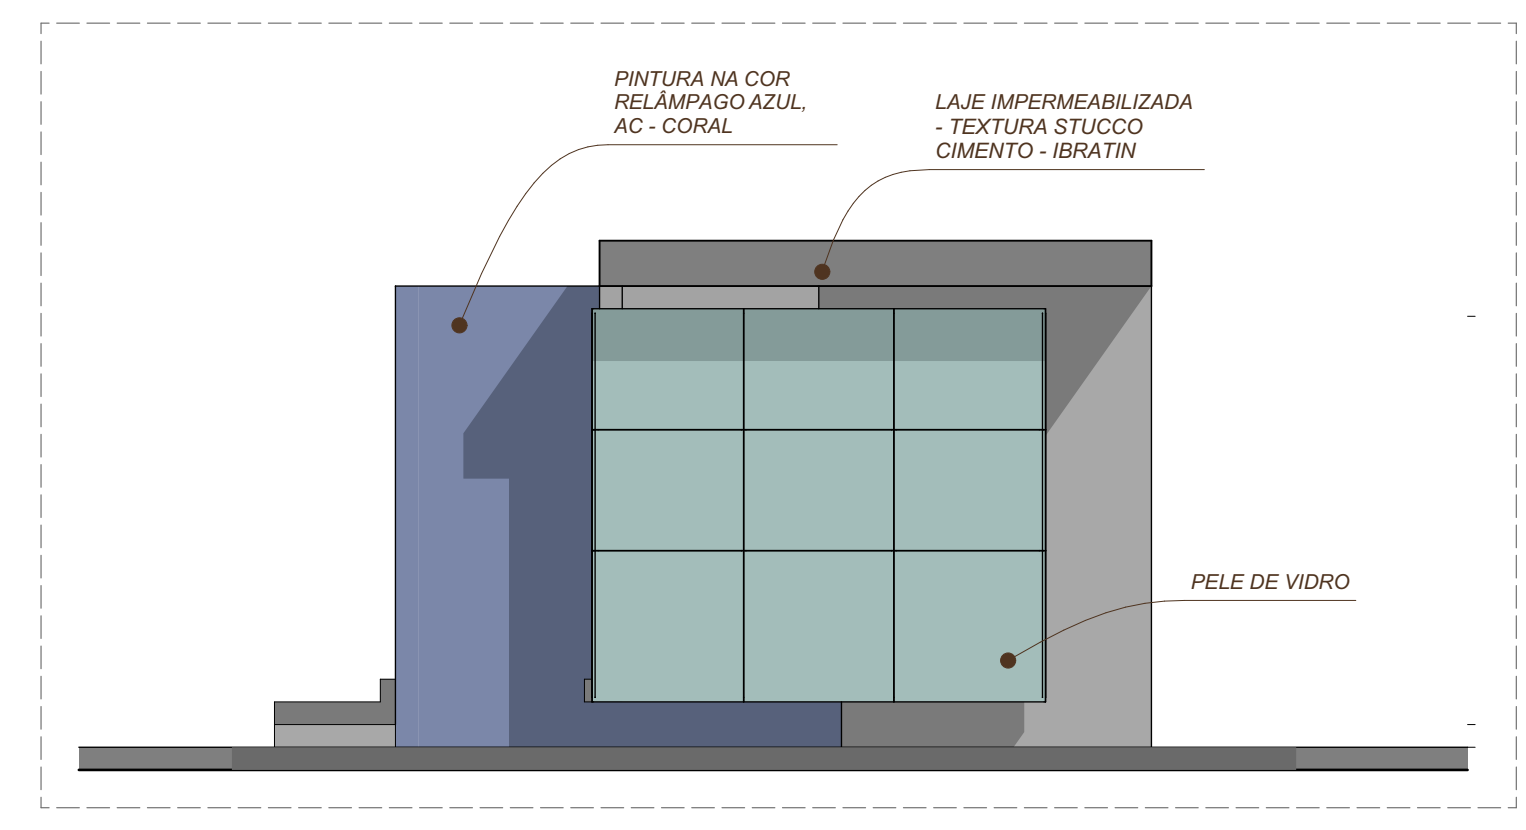 PINTURA NA COR
RELÂMPAGO AZUL,
AC - CORAL
LAJE IMPERMEABILIZADA
- TEXTURA STUCCO
CIMENTO - IBRATIN
PELE DE VIDRO